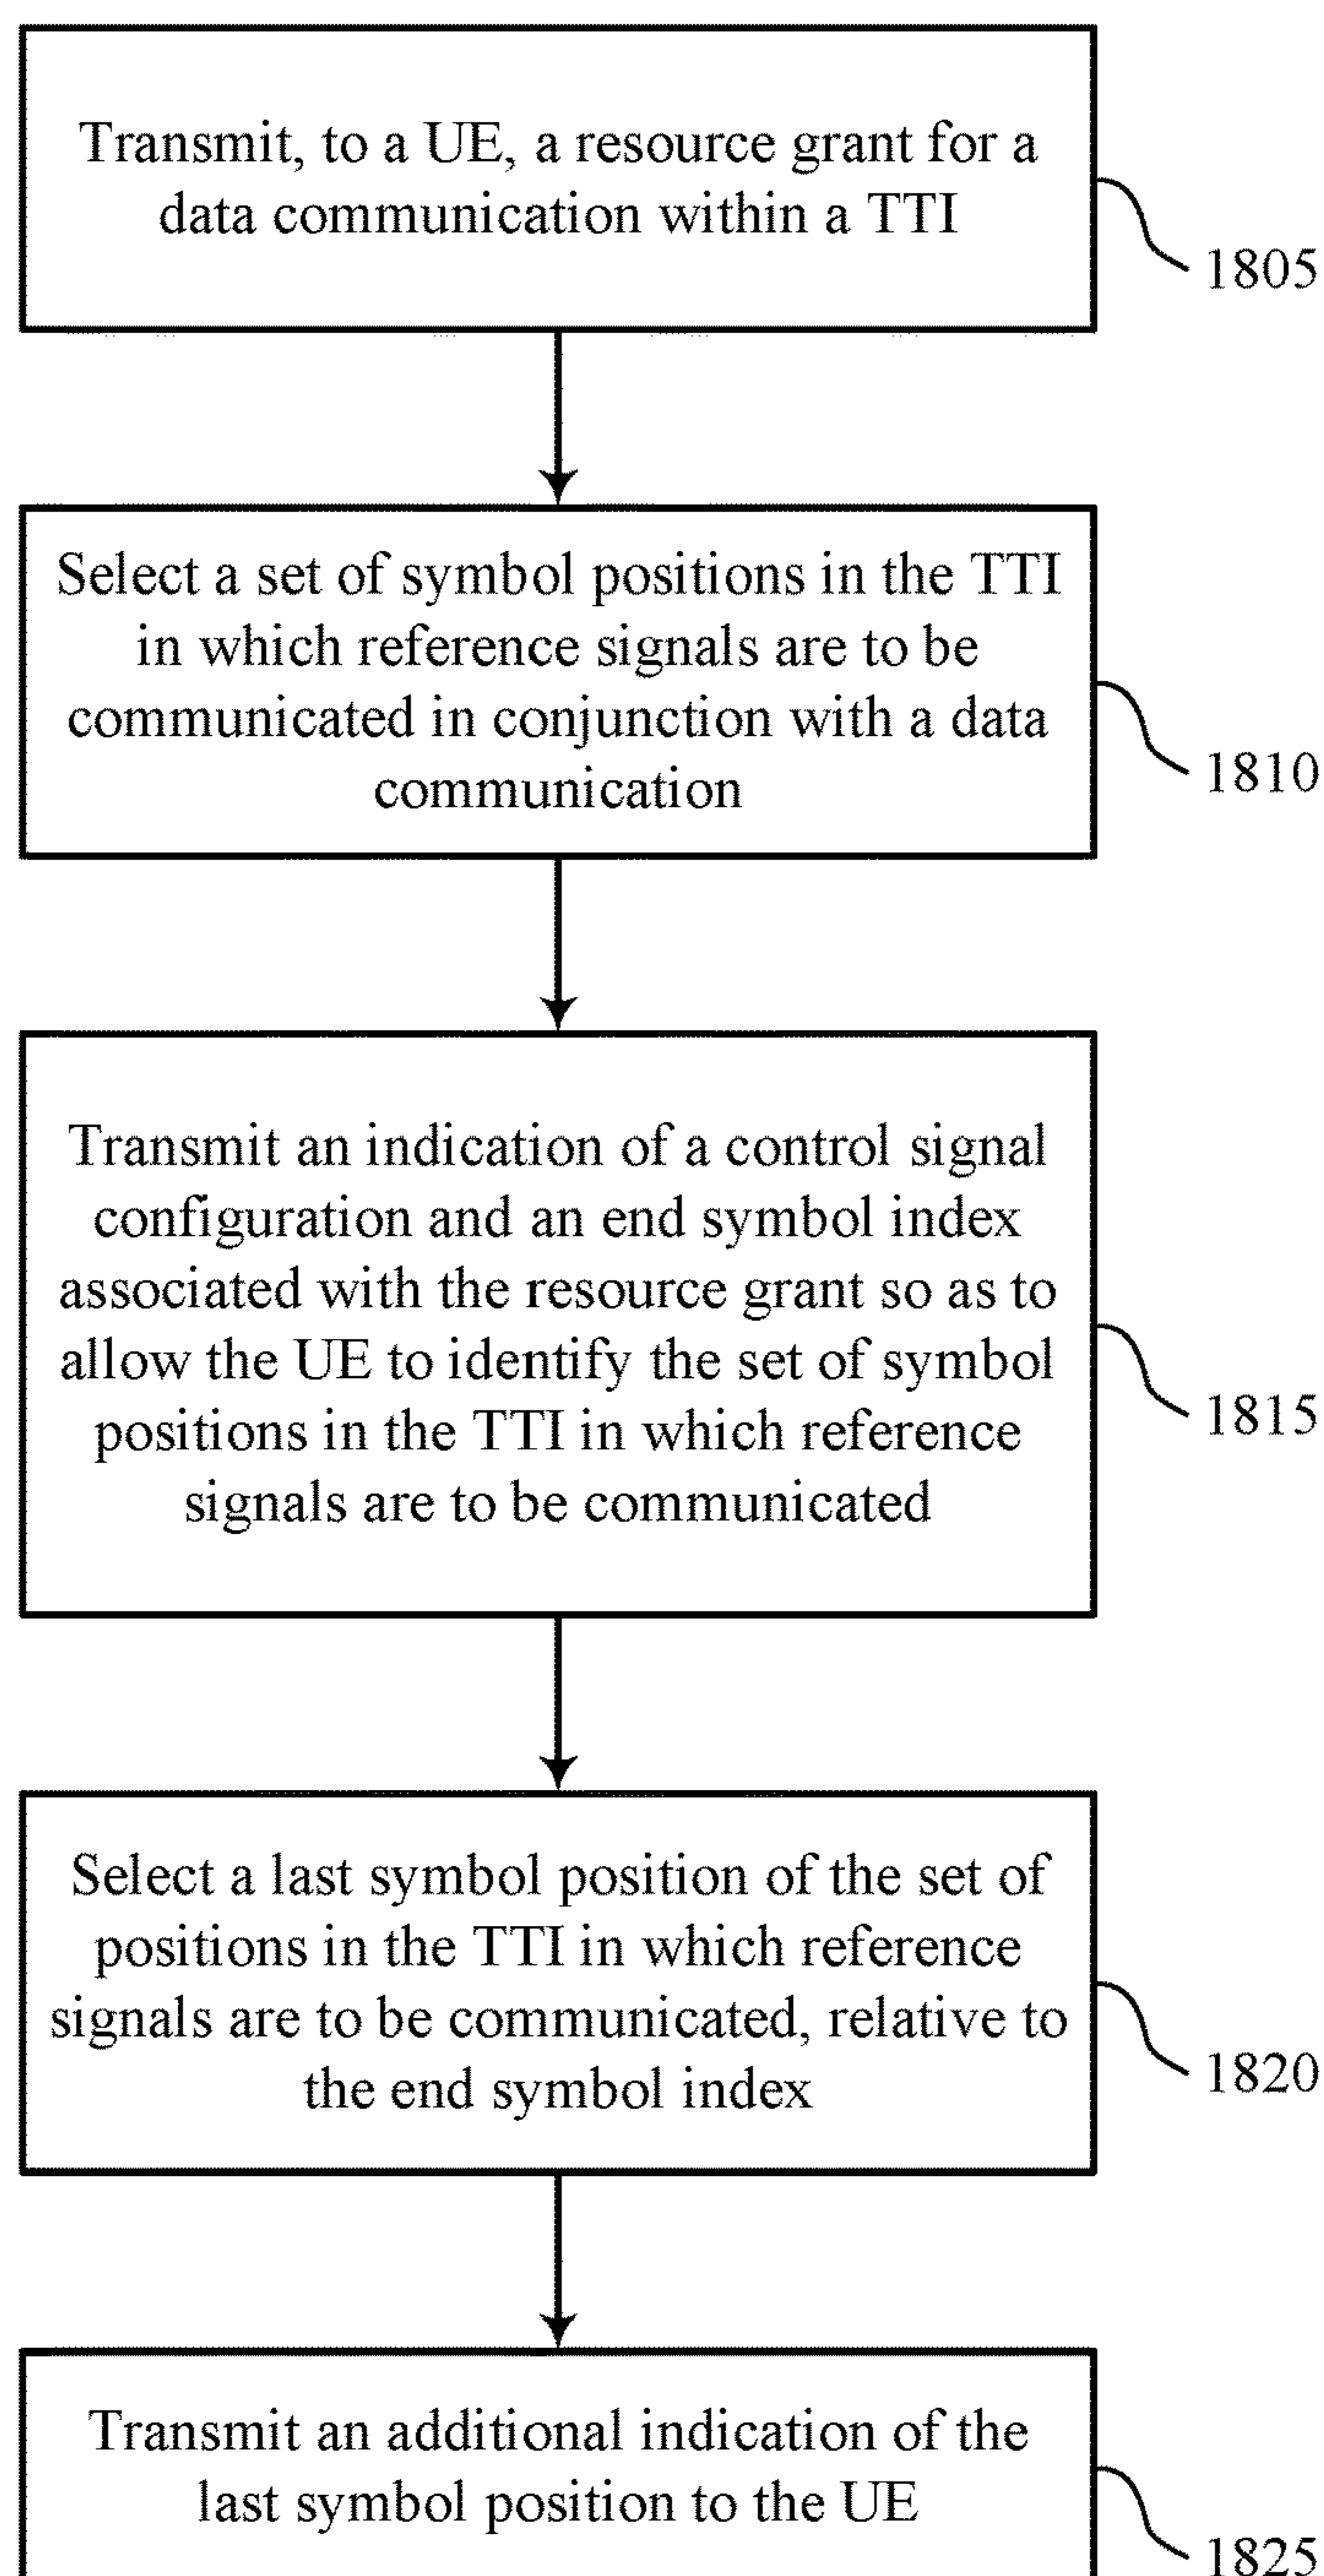 Transmit, to a UE, a resource grant for a
data communication within a TTI
1805
Select a set of symbol positions in the TTI
in which reference signals are to be
communicated in conjunction with a data
communication
1810
Transmit an indication of a control signal
configuration and an end symbol index
associated with the resource grant so as to
allow the UE to identify the set of symbol
positions in the TTI in which reference
signals are to be communicated
1815
Select a last symbol position of the set of
positions in the TTI in which reference
signals are to be communicated, relative to
the end symbol index
1820
Transmit an additional indication of the
last symbol position to the UE
1825